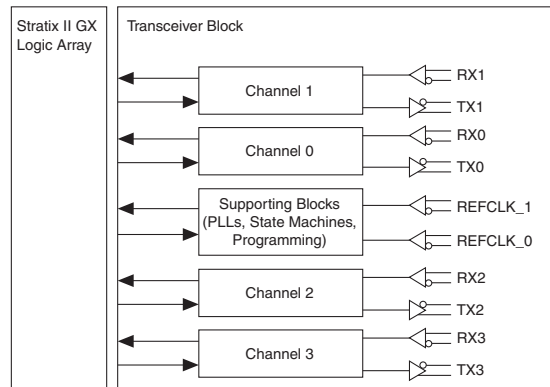 Stratix II GX
Logic Array
Transceiver Block
Channel 1
RX1
TX1
Channel 0
RX0
TX0
Supporting Blocks
(PLLs, State Machines,
Programming)
REFCLK_1
REFCLK_0
Channel 2
RX2
TX2
Channel 3
RX3
TX3